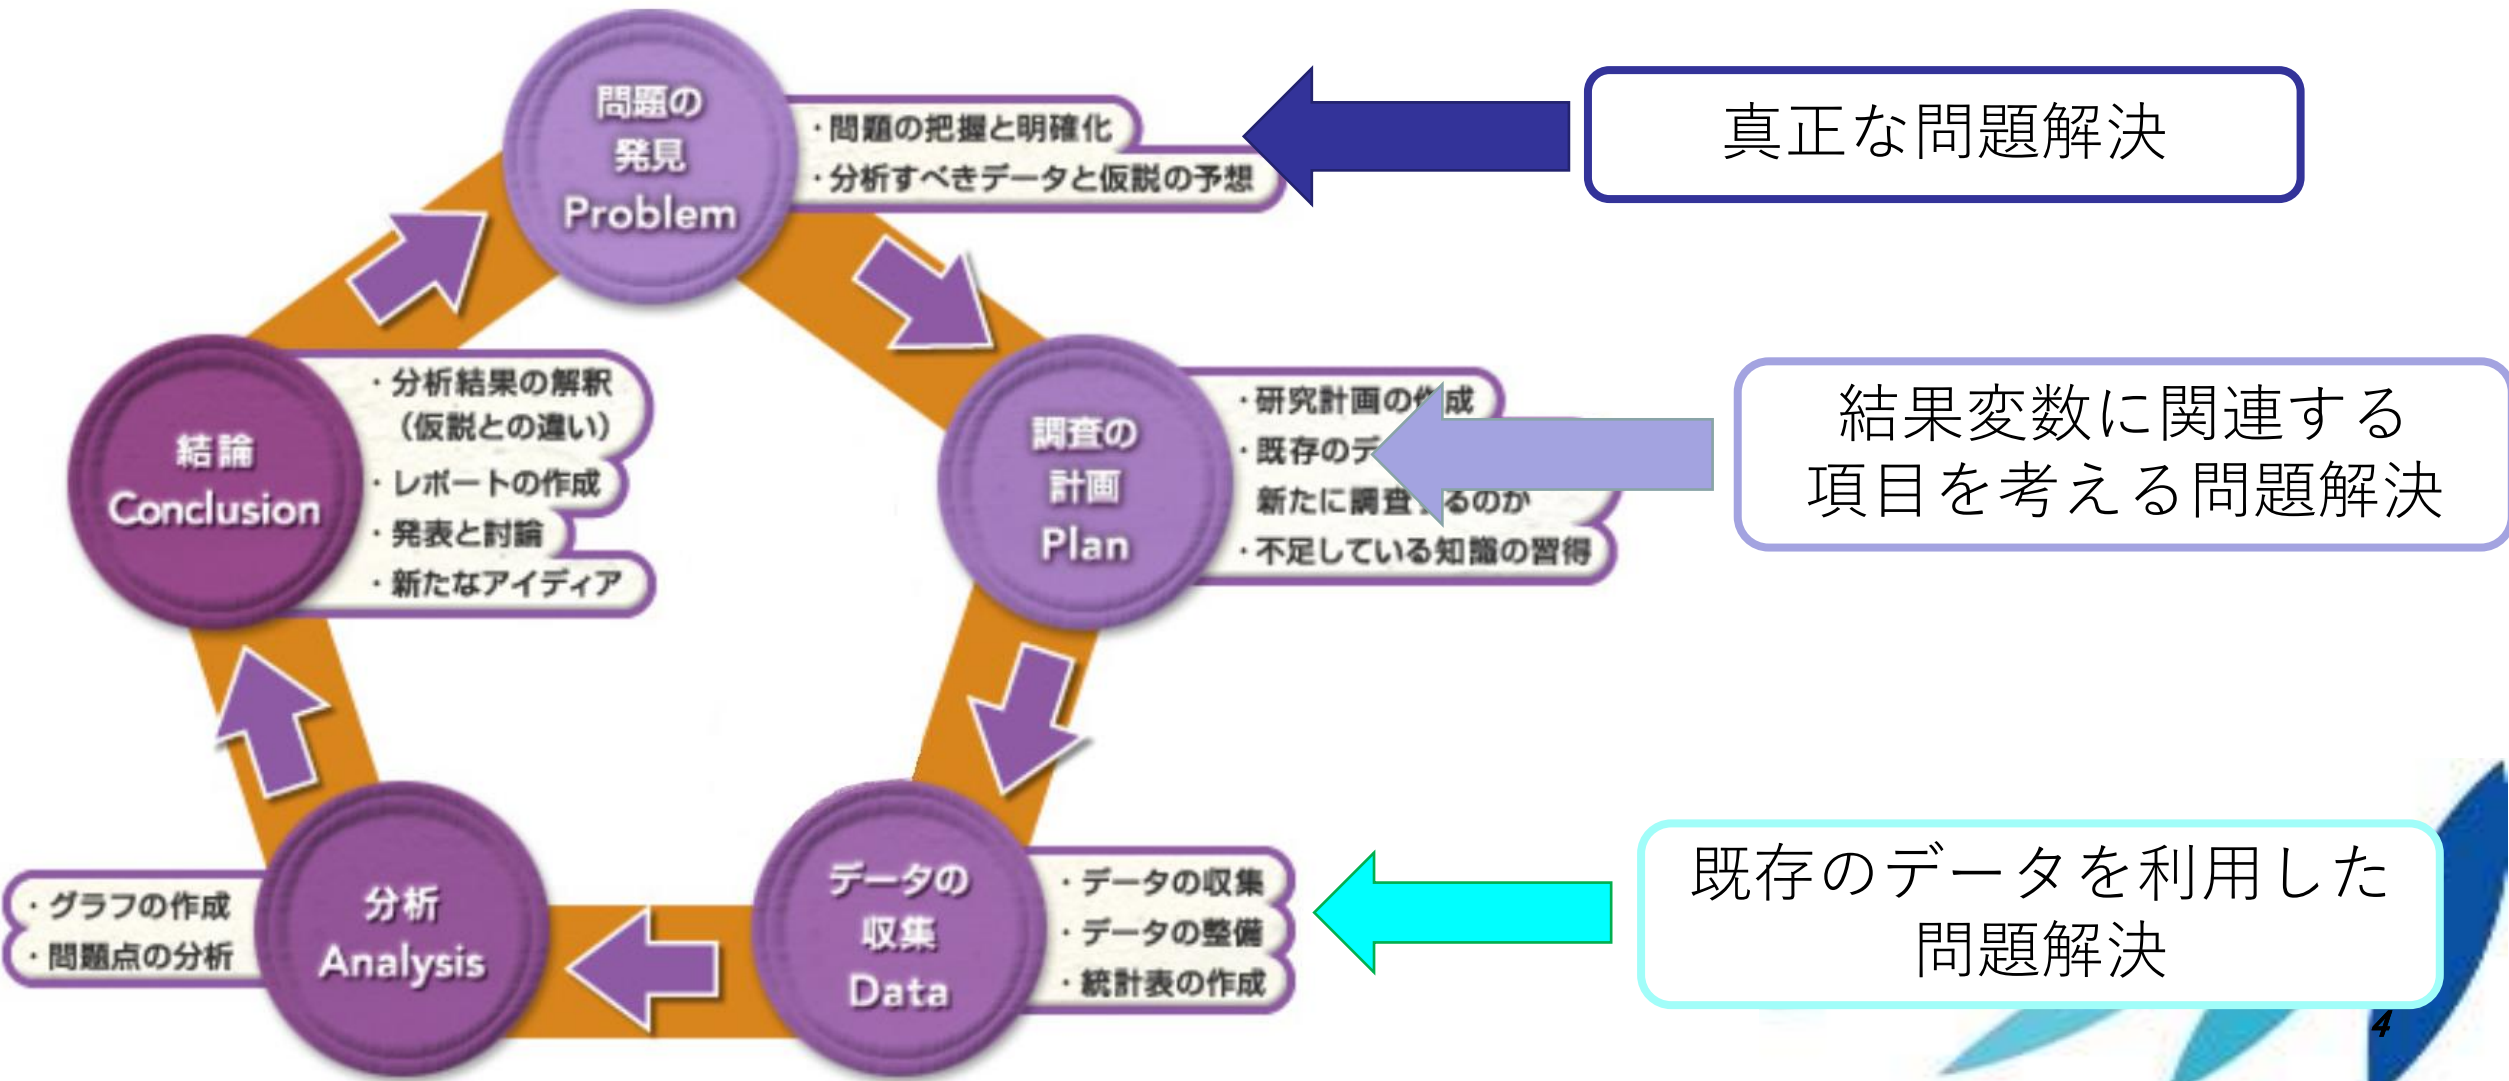 問題の
発見
Problem
・問題の把握と明確化
・分析すべきデータと仮説の予想
真正な問題解決
調査の
計画
Plan
・研究計画の作成
・既存のデ
新たに調査するのか
・不足している知識の習得
結果変数に関連する
項目を考える問題解決
データの
収集
Data
・データの収集
・データの整備
・統計表の作成
既存のデータを利用した
問題解決
分析
Analysis
・グラフの作成
・問題点の分析
結論
Conclusion
・分析結果の解釈
（仮説との違い）
・レポートの作成
・発表と討論
・新たなアイディア
4